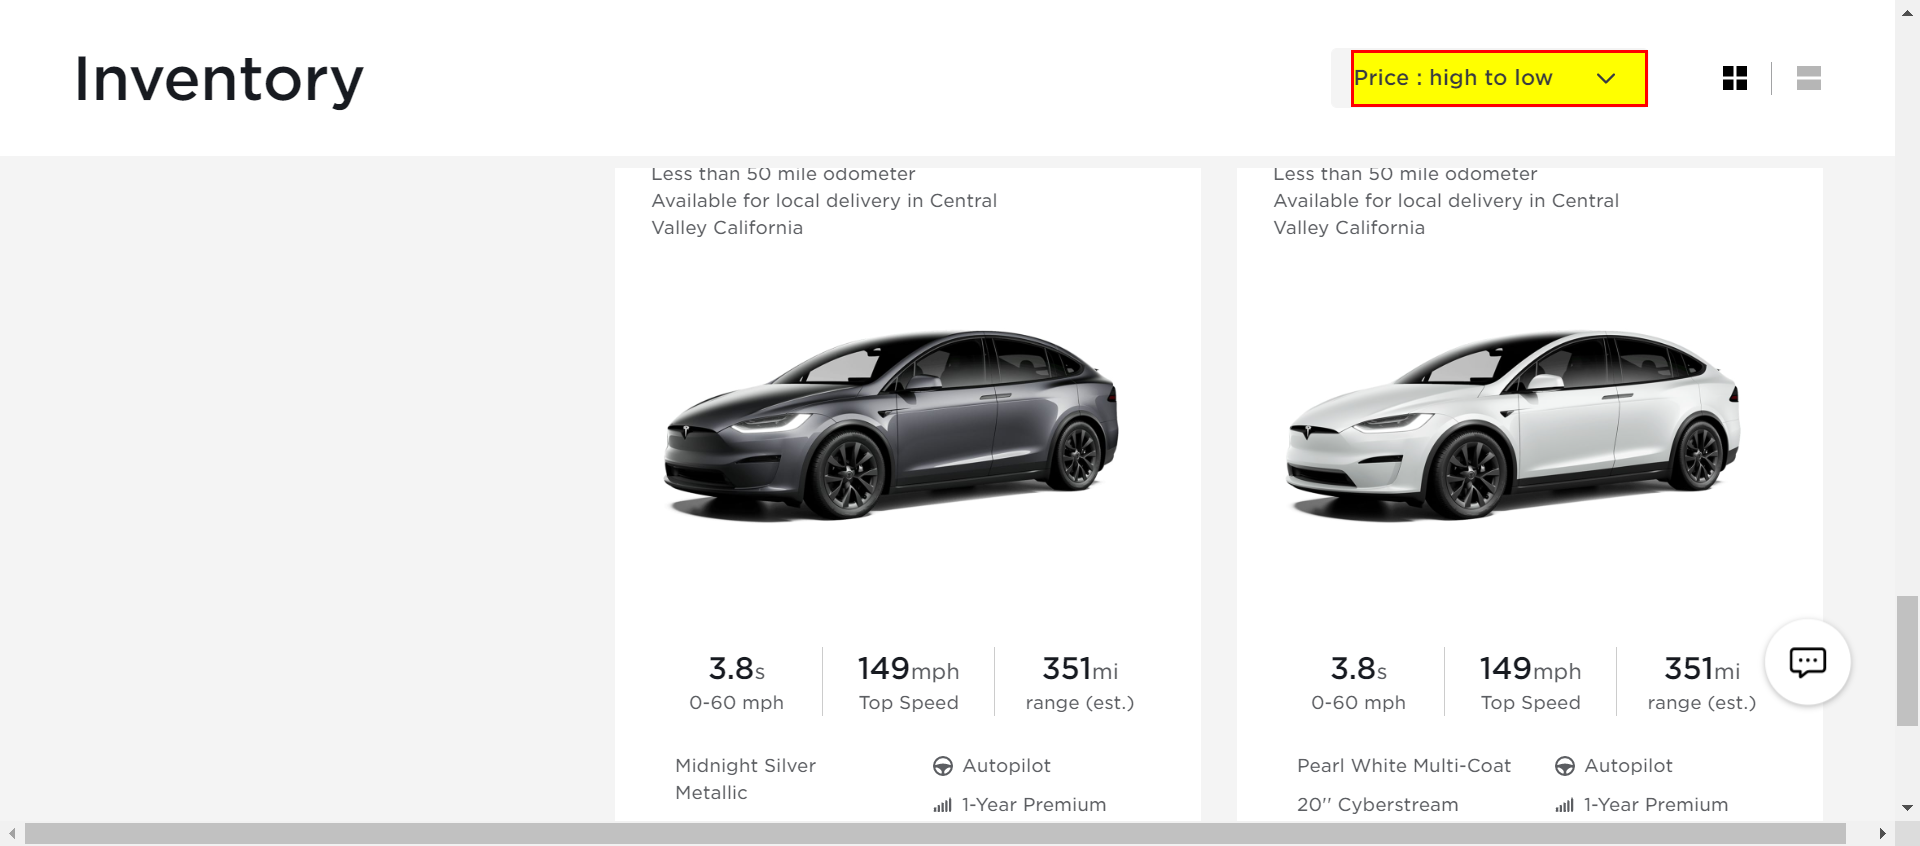 Inventory
Price : high to low
Less than 50 mile odometer
Available for local delivery in Central
Valley California
Less than 50 mile odometer
Available for local delivery in Central
Valley California
3.8s
0-60 mph
149mph
Top Speed
351mi
range (est.)
3.8s
0-60 mph
149mph
Top Speed
351mi
range (est.)
Midnight Silver
Metallic
Autopilot
1-Year Premium
Pearl White Multi-Coat
20'' Cyberstream
Autopilot
1-Year Premium